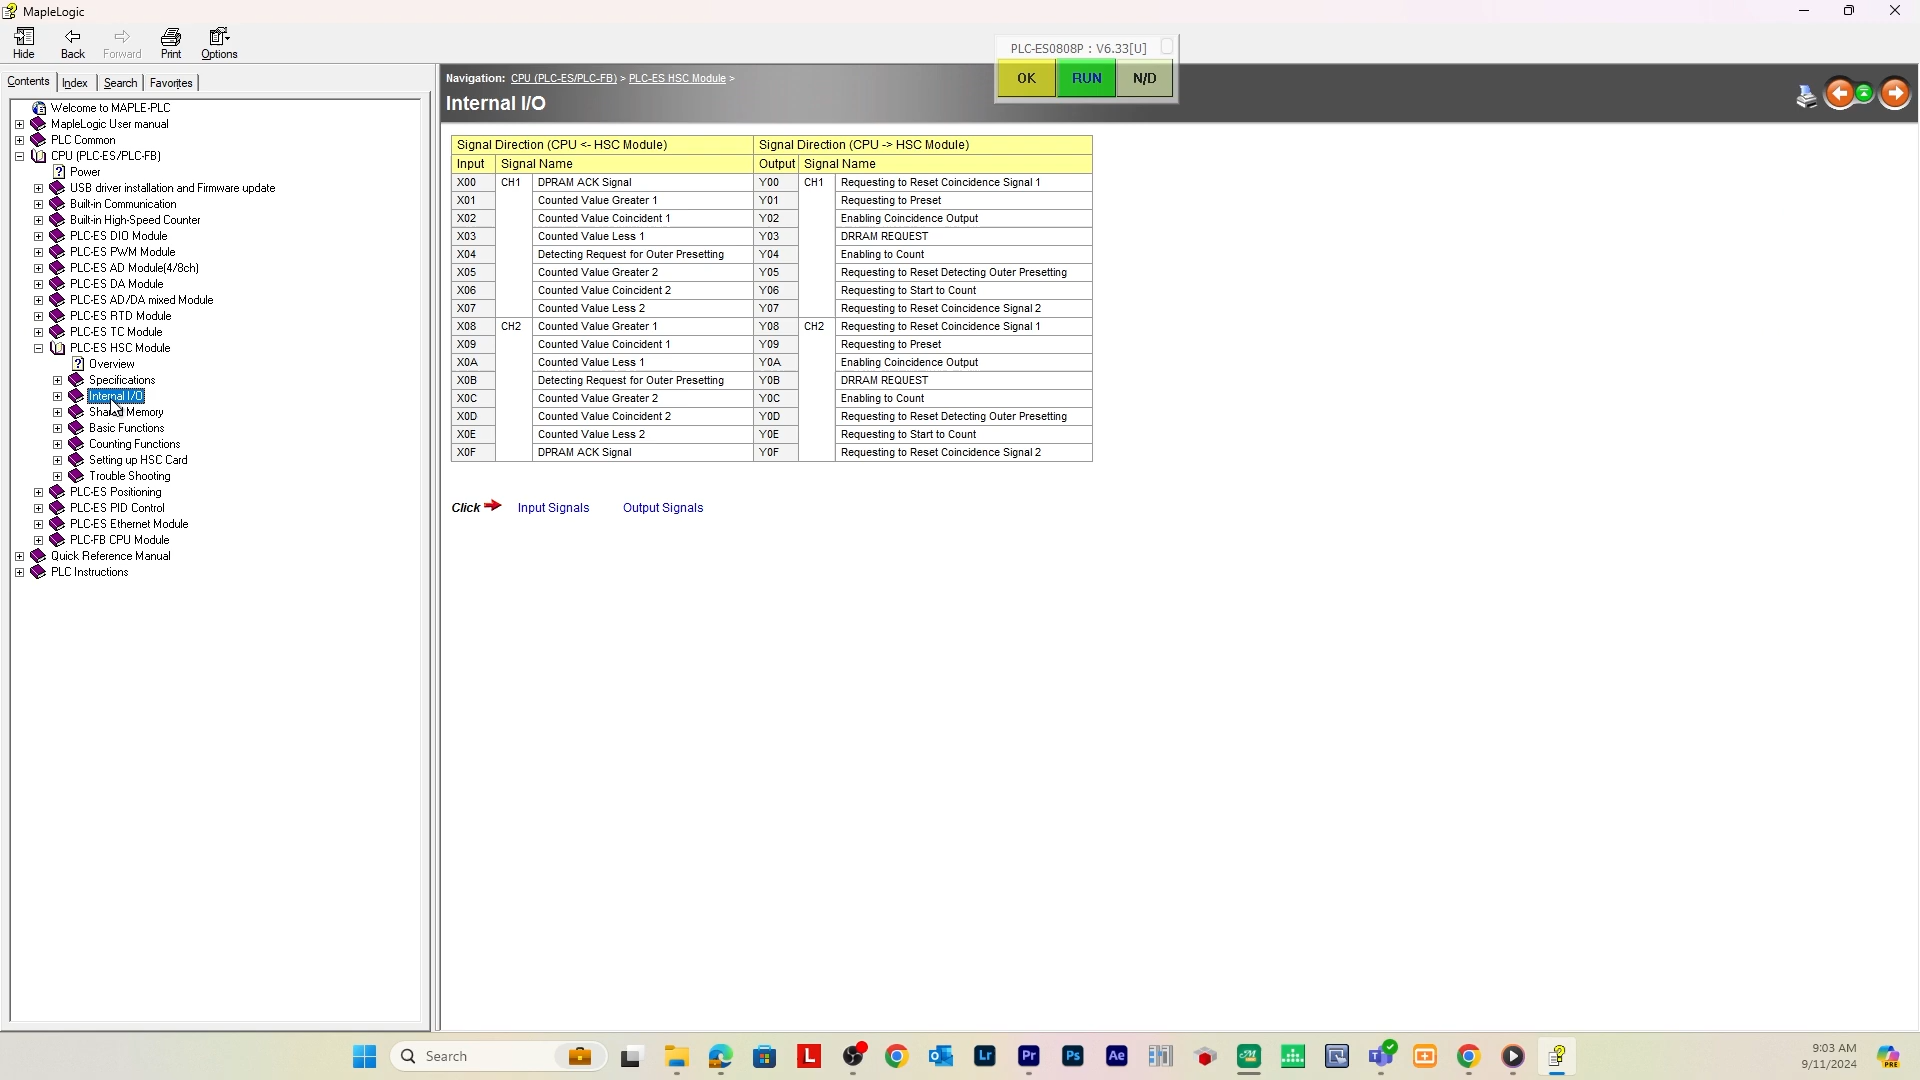 MapleLogic
Hide Back Forward Print Options
PLC-ES0808P : V6.33[U]
OK RUN N/D
Contents Index Search Favorites
Navigation: CPU (PLC-ES/PLC-FB) > PLC-ES HSC Module >
Internal I/O
Welcome to MAPLE-PLC
MapleLogic User manual
PLC Common
CPU (PLC-ES/PLC-FB)
Power
USB driver installation and Firmware update
Built-in Communication
Built-in High-Speed Counter
PLC-ES DIO Module
PLC-ES PWM Module
PLC-ES AD Module(4/8ch)
PLC-ES DA Module
PLC-ES AD/DA mixed Module
PLC-ES RTD Module
PLC-ES TC Module
PLC-ES HSC Module
Overview
Specifications
Internal I/O
Shared Memory
Basic Functions
Counting Functions
Setting up HSC Card
Trouble Shooting
PLC-ES Positioning
PLC-ES PID Control
PLC-ES Ethernet Module
PLC-FB CPU Module
Quick Reference Manual
PLC Instructions
Signal Direction (CPU <- HSC Module) Signal Direction (CPU -> HSC Module)
Input Signal Name Output Signal Name
X00 CH1 DPRAM ACK Signal Y00 CH1 Requesting to Reset Coincidence Signal 1
X01 Counted Value Greater 1 Y01 Requesting to Preset
X02 Counted Value Coincident 1 Y02 Enabling Coincidence Output
X03 Counted Value Less 1 Y03 DRRAM REQUEST
X04 Detecting Request for Outer Presetting Y04 Enabling to Count
X05 Counted Value Greater 2 Y05 Requesting to Reset Detecting Outer Presetting
X06 Counted Value Coincident 2 Y06 Requesting to Start to Count
X07 Counted Value Less 2 Y07 Requesting to Reset Coincidence Signal 2
X08 CH2 Counted Value Greater 1 Y08 CH2 Requesting to Reset Coincidence Signal 1
X09 Counted Value Coincident 1 Y09 Requesting to Preset
X0A Counted Value Less 1 Y0A Enabling Coincidence Output
X0B Detecting Request for Outer Presetting Y0B DRRAM REQUEST
X0C Counted Value Greater 2 Y0C Enabling to Count
X0D Counted Value Coincident 2 Y0D Requesting to Reset Detecting Outer Presetting
X0E Counted Value Less 2 Y0E Requesting to Start to Count
X0F DPRAM ACK Signal Y0F Requesting to Reset Coincidence Signal 2
Click Input Signals Output Signals
Search
L
Lr
Pr
Ps
Ae
9:03 AM
9/11/2024
PRE